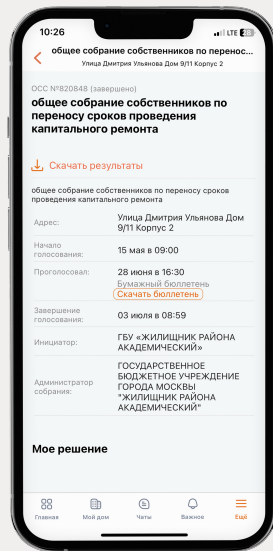 10:26
LTE 28
общее собрание собственников по перенос...
Улица Дмитрия Ульянова Дом 9/11 Корпус 2
ОСС №820848 (завершено)
общее собрание собственников по
переносу сроков проведения
капитального ремонта
Скачать результаты
общее собрание собственников по переносу сроков
проведения капитального ремонта
Адрес:
Улица Дмитрия Ульянова Дом
9/11 Корпус 2
Начало
голосования:
15 мая в 09:00
Проголосовал:
28 июня в 16:30
Бумажный бюллетень
Скачать бюллетень
Завершение
голосования:
03 июля в 08:59
Инициатор:
ГБУ «ЖИЛИЩНИК РАЙОНА
АКАДЕМИЧЕСКИЙ»
Администратор
собрания:
ГОСУДАРСТВЕННОЕ
БЮДЖЕТНОЕ УЧРЕЖДЕНИЕ
ГОРОДА МОСКВЫ
"ЖИЛИЩНИК РАЙОНА
АКАДЕМИЧЕСКИЙ"
Мое решение
Главная
Мой дом
Чаты
Важное
Ещё